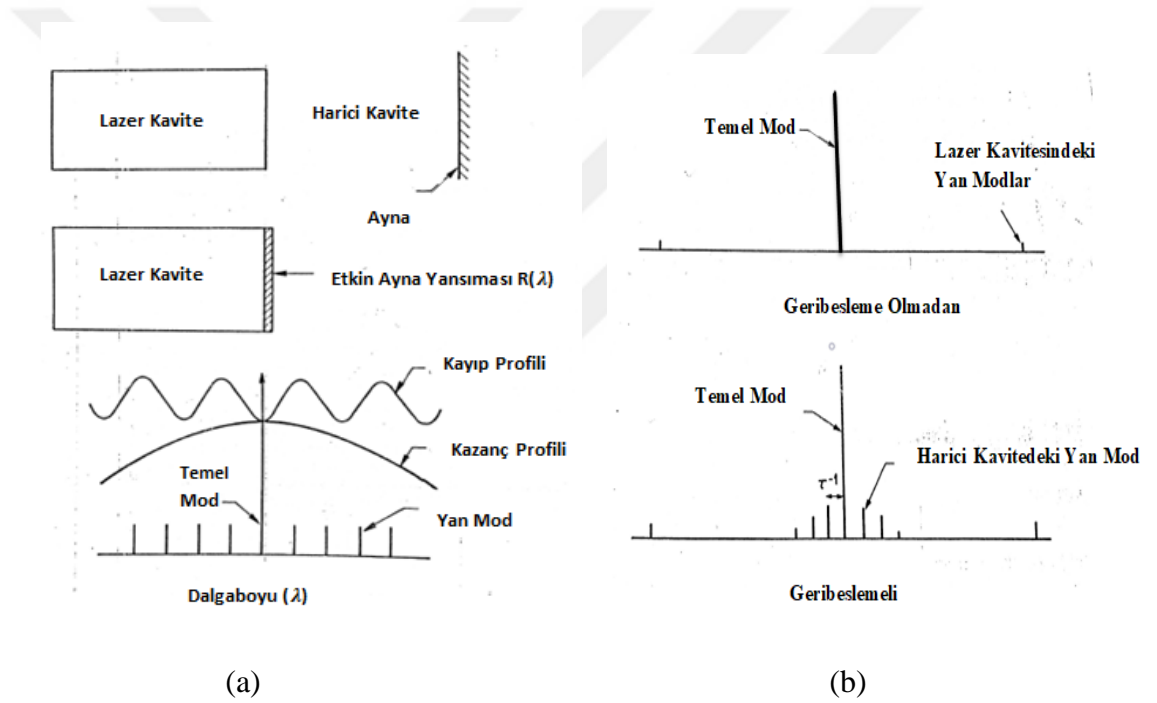 Lazer Kavite
Harici Kavite
Ayna
Lazer Kavite
Etkin Ayna Yansıması R(λ)
Kayıp Profili
Kazanç Profili
Temel
Mod
Yan Mod
Dalgaboyu (λ)
(a)
Temel Mod
Lazer Kavitesindeki
Yan Modlar
Geribesleme Olmadan
Temel Mod
Harici Kavitedeki Yan Mod
τ⁻¹
Geribeslemeli
(b)